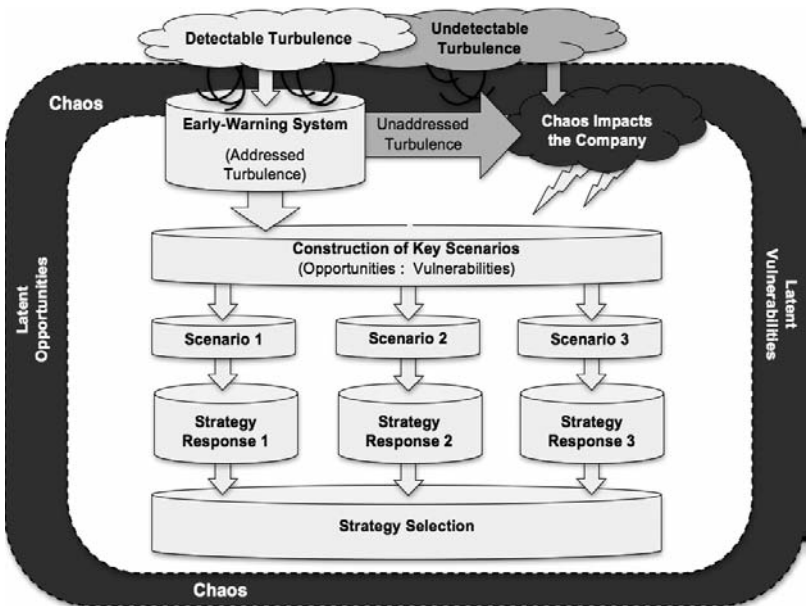 Detectable Turbulence
Undetectable
Turbulence
Chaos
Early-Warning System
(Addressed
Turbulence)
Unaddressed
Turbulence
Chaos Impacts
the Company
Latent
Opportunities
Construction of Key Scenarios
(Opportunities : Vulnerabilities)
Latent
Vulnerabilities
Scenario 1
Scenario 2
Scenario 3
Strategy
Response 1
Strategy
Response 2
Strategy
Response 3
Strategy Selection
Chaos